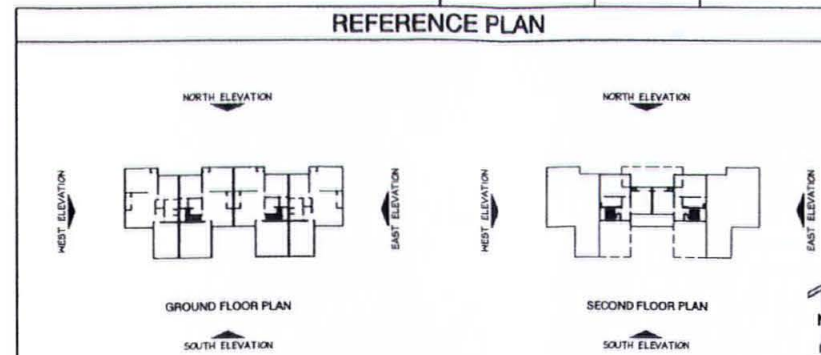 REFERENCE PLAN
NORTH ELEVATION
NORTH ELEVATION
WEST ELEVATION
EAST ELEVATION
WEST ELEVATION
EAST ELEVATION
GROUND FLOOR PLAN
SECOND FLOOR PLAN
SOUTH ELEVATION
SOUTH ELEVATION